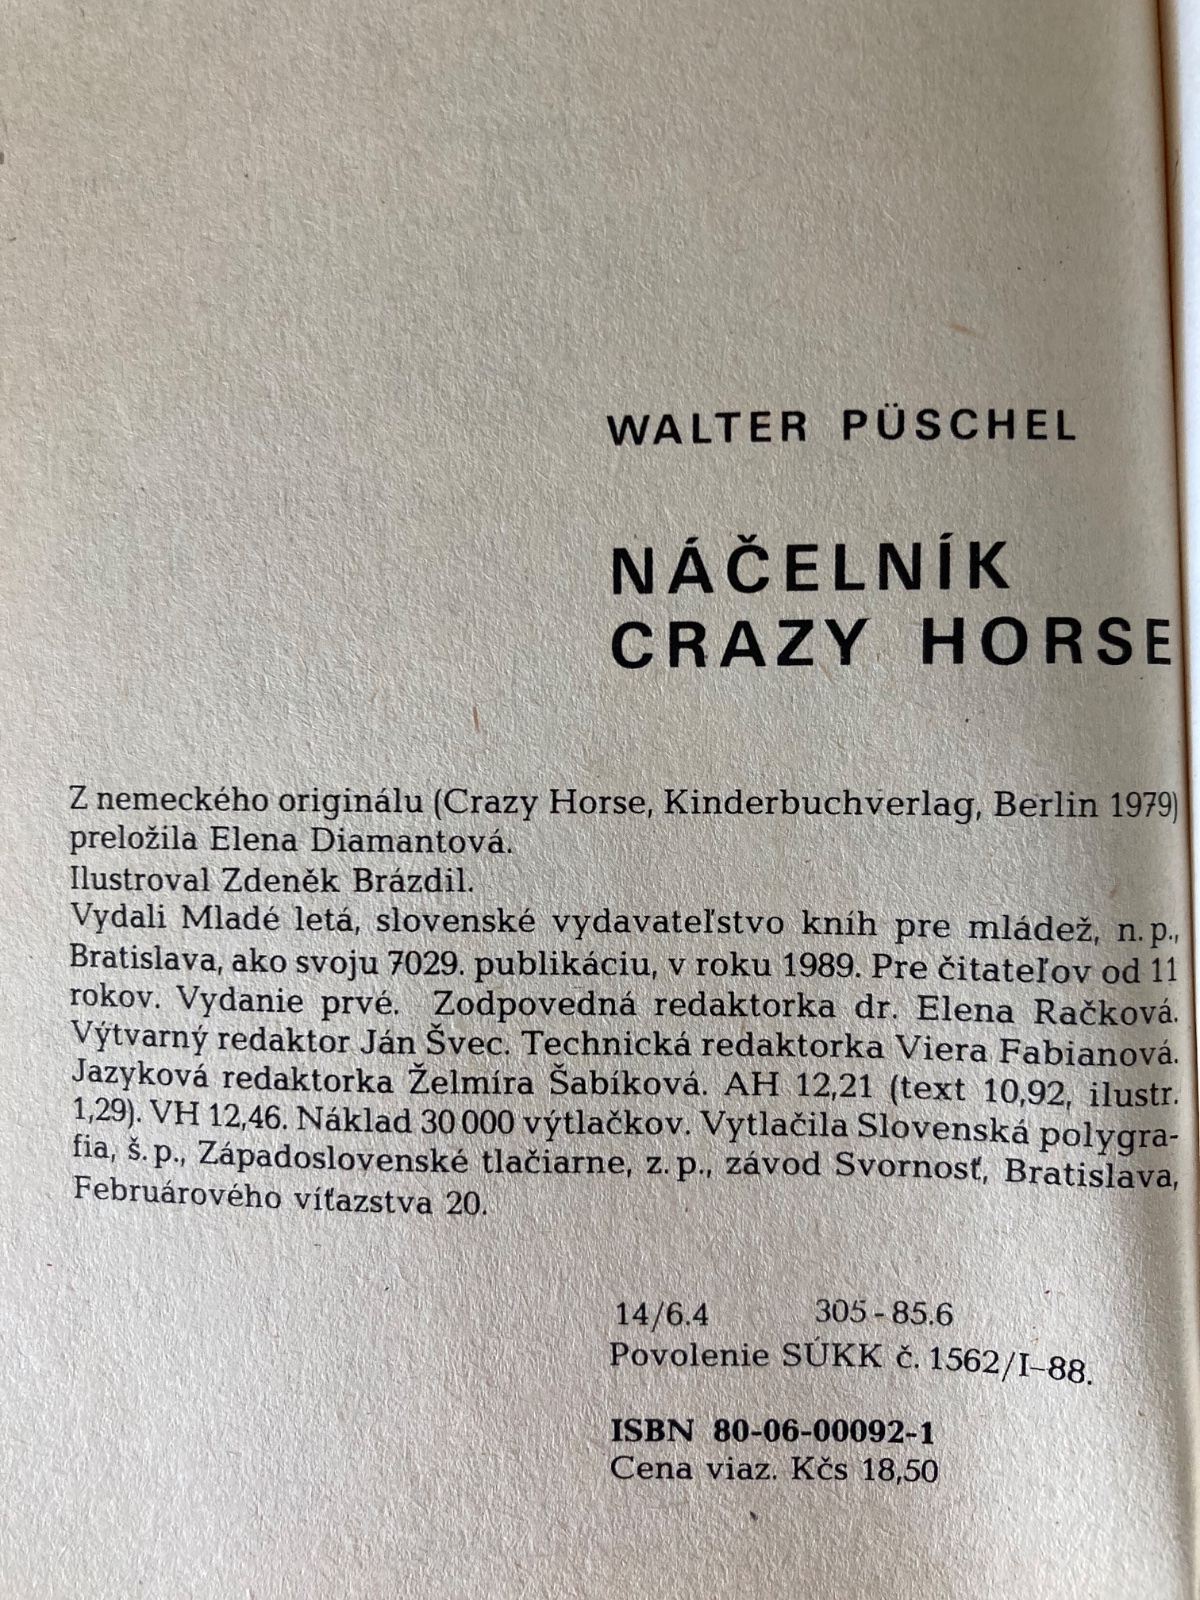 WALTER PÜSCHEL
NÁČELNÍK
CRAZY HORSE
Z nemeckého originálu (Crazy Horse, Kinderbuchverlag, Berlin 1979)
preložila Elena Diamantová.
Ilustroval Zdeněk Brázdil.
Vydali Mladé letá, slovenské vydavateľstvo kníh pre mládež, n. p.,
Bratislava, ako svoju 7029. publikáciu, v roku 1989. Pre čitateľov od 11
rokov. Vydanie prvé. Zodpovedná redaktorka dr. Elena Račková.
Výtvarný redaktor Ján Švec. Technická redaktorka Viera Fabianová.
Jazyková redaktorka Želmíra Šabíková. AH 12,21 (text 10,92, ilustr.
1,29). VH 12,46. Náklad 30 000 výtlačkov. Vytlačila Slovenská polygra-
fia, š. p., Západoslovenské tlačiarne, z. p., závod Svornosť, Bratislava,
Februárového víťazstva 20.
14/6.4 305 - 85.6
Povolenie SÚKK č. 1562/I–88.
ISBN 80-06-00092-1
Cena viaz. Kčs 18,50